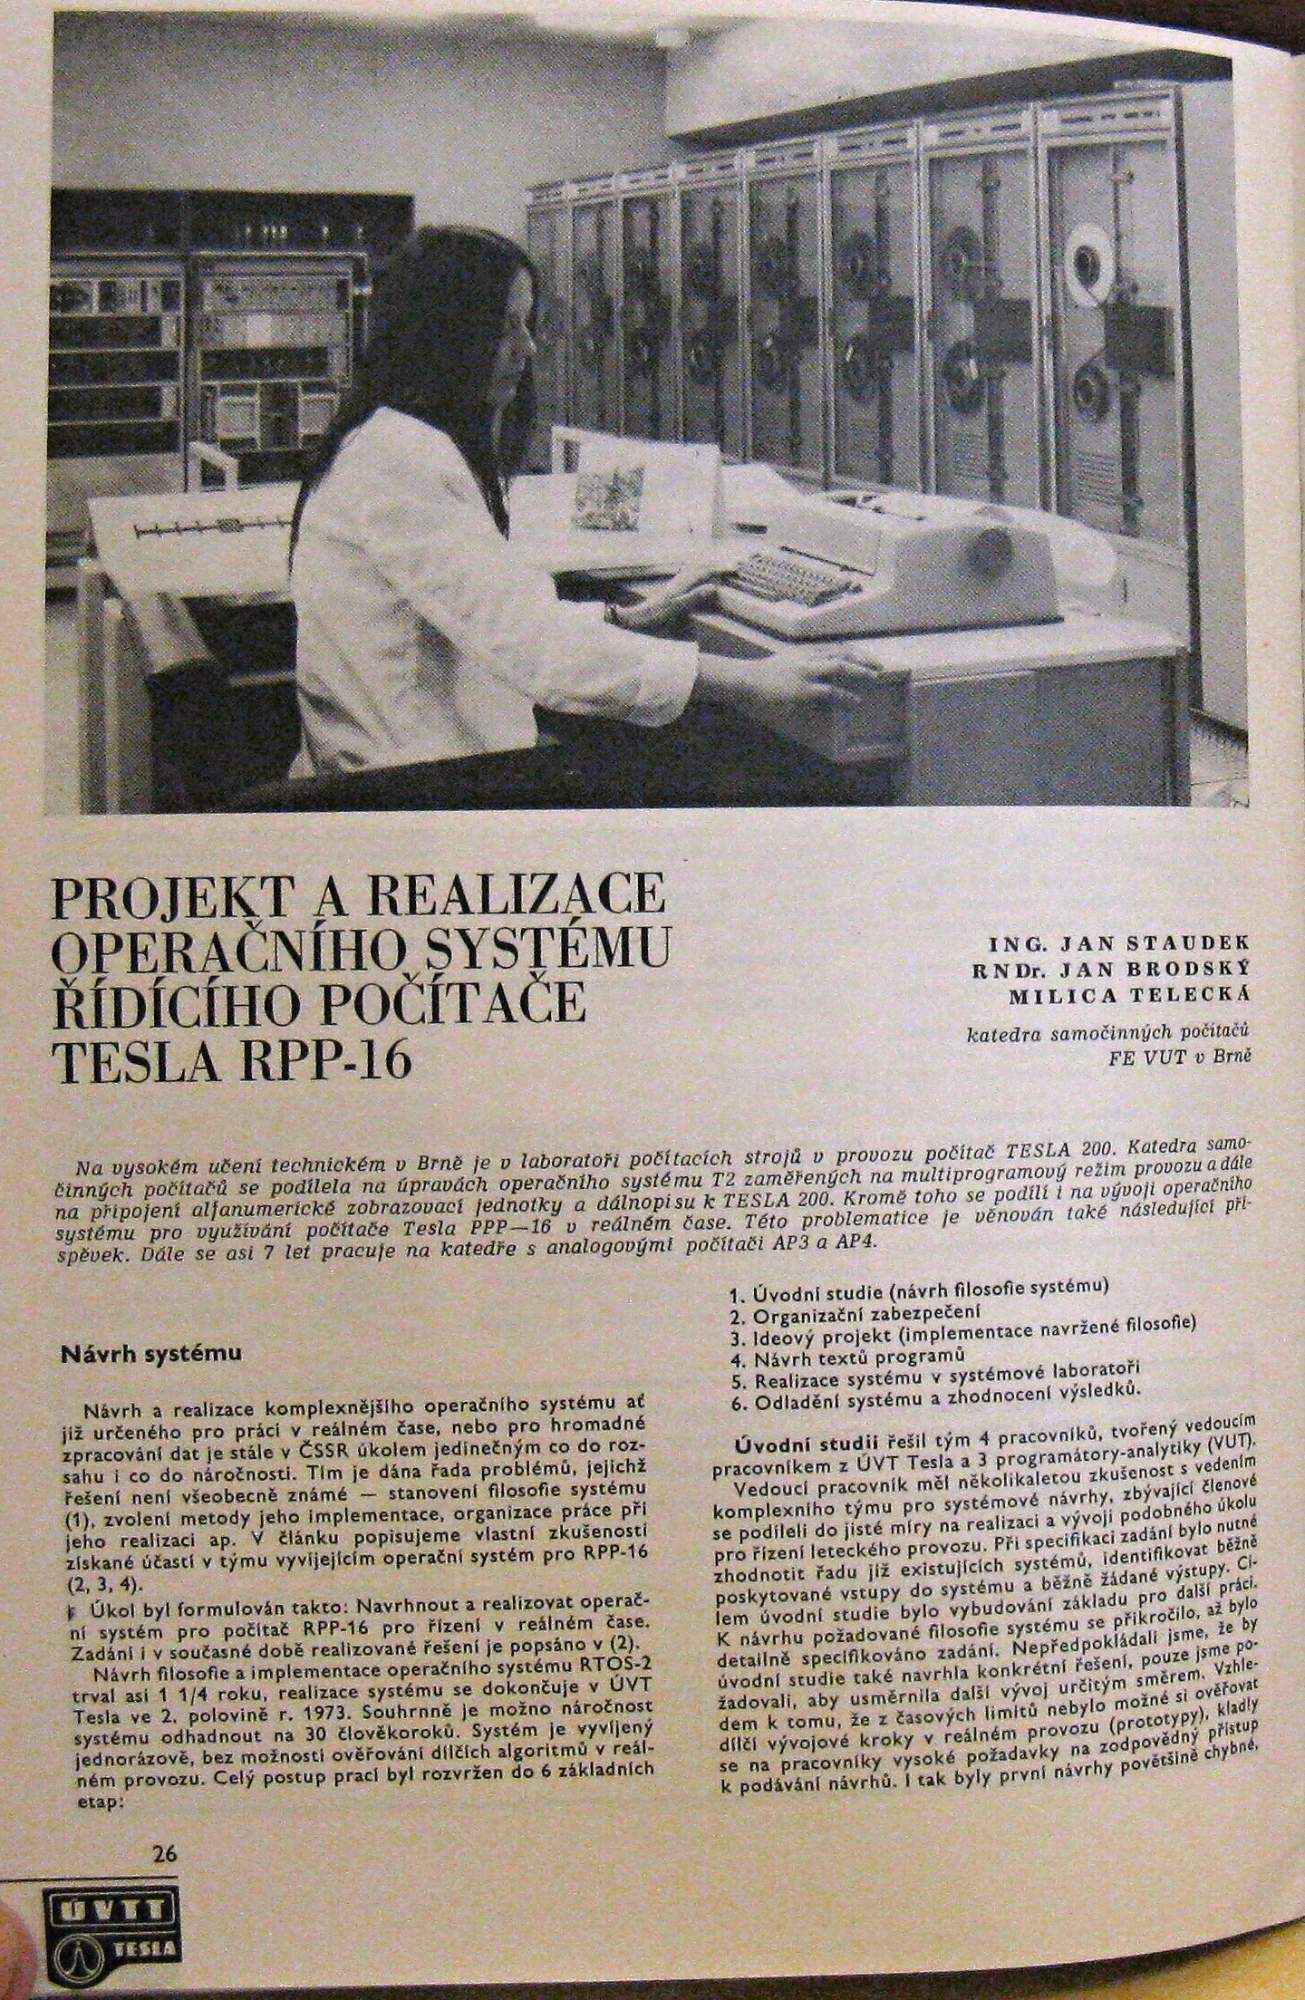 PROJEKT A REALIZACE
OPERAČNÍHO SYSTÉMU
ŘÍDÍCÍHO POČÍTAČE
TESLA RPP-16
ING. JAN STAUDEK
RNDr. JAN BRODSKÝ
MILICA TELECKÁ
katedra samočinných počítačů
FE VUT v Brně
Na vysokém učení technickém v Brně je v laboratoři počítacích strojů v provozu počítač TESLA 200. Katedra samo-
činných počítačů se podílela na úpravách operačního systému T2 zaměřených na multiprogramový režim provozu a dále
na připojení alfanumerické zobrazovací jednotky a dálnopisu k TESLA 200. Kromě toho se podílí i na vývoji operačního
systému pro využívání počítače Tesla PPP—16 v reálném čase. Této problematice je věnován také následující pří-
spěvek. Dále se asi 7 let pracuje na katedře s analogovými počítači AP3 a AP4.
Návrh systému
Návrh a realizace komplexnějšího operačního systému ať
již určeného pro práci v reálném čase, nebo pro hromadné
zpracování dat je stále v ČSSR úkolem jedinečným co do roz-
sahu i co do náročnosti. Tím je dána řada problémů, jejichž
řešení není všeobecně známé — stanovení filosofie systému
(1), zvolení metody jeho implementace, organizace práce při
jeho realizaci ap. V článku popisujeme vlastní zkušenosti
získané účastí v týmu vyvíjejícím operační systém pro RPP-16
(2, 3, 4).
Úkol byl formulován takto: Navrhnout a realizovat operač-
ní systém pro počítač RPP-16 pro řízení v reálném čase.
Zadání i v současné době realizované řešení je popsáno v (2).
Návrh filosofie a implementace operačního systému RTOS-2
trval asi 1 1/4 roku, realizace systému se dokončuje v ÚVT
Tesla ve 2. polovině r. 1973. Souhrnně je možno náročnost
systému odhadnout na 30 člověkoroků. Systém je vyvíjený
jednorázově, bez možnosti ověřování dílčích algoritmů v reál-
ném provozu. Celý postup prací byl rozvržen do 6 základních
etap:
1. Úvodní studie (návrh filosofie systému)
2. Organizační zabezpečení
3. Ideový projekt (implementace navržené filosofie)
4. Návrh textů programů
5. Realizace systému v systémové laboratoři
6. Odladění systému a zhodnocení výsledků.
Úvodní studii řešil tým 4 pracovníků, tvořený vedoucím
pracovníkem z ÚVT Tesla a 3 programátory-analytiky (VUT).
Vedoucí pracovník měl několikaletou zkušenost s vedením
komplexního týmu pro systémové návrhy, zbývající členové
se podíleli do jisté míry na realizaci a vývoji podobného úkolu
pro řízení leteckého provozu. Při specifikaci zadání bylo nutné
zhodnotit řadu již existujících systémů, identifikovat běžně
poskytované vstupy do systému a běžně žádané výstupy. Cí-
lem úvodní studie bylo vybudování základu pro další práci.
K návrhu požadované filosofie systému se přikročilo, až bylo
detailně specifikováno zadání. Nepředpokládali jsme, že by
úvodní studie také navrhla konkrétní řešení, pouze jsme po-
žadovali, aby usměrnila další vývoj určitým směrem. Vzhle-
dem k tomu, že z časových limitů nebylo možné si ověřovat
dílčí vývojové kroky v reálném provozu (prototypy), kladly
se na pracovníky vysoké požadavky na zodpovědný přístup
k podávání návrhů. I tak byly první návrhy povětšině chybné,
26
ÚVTT
TESLA